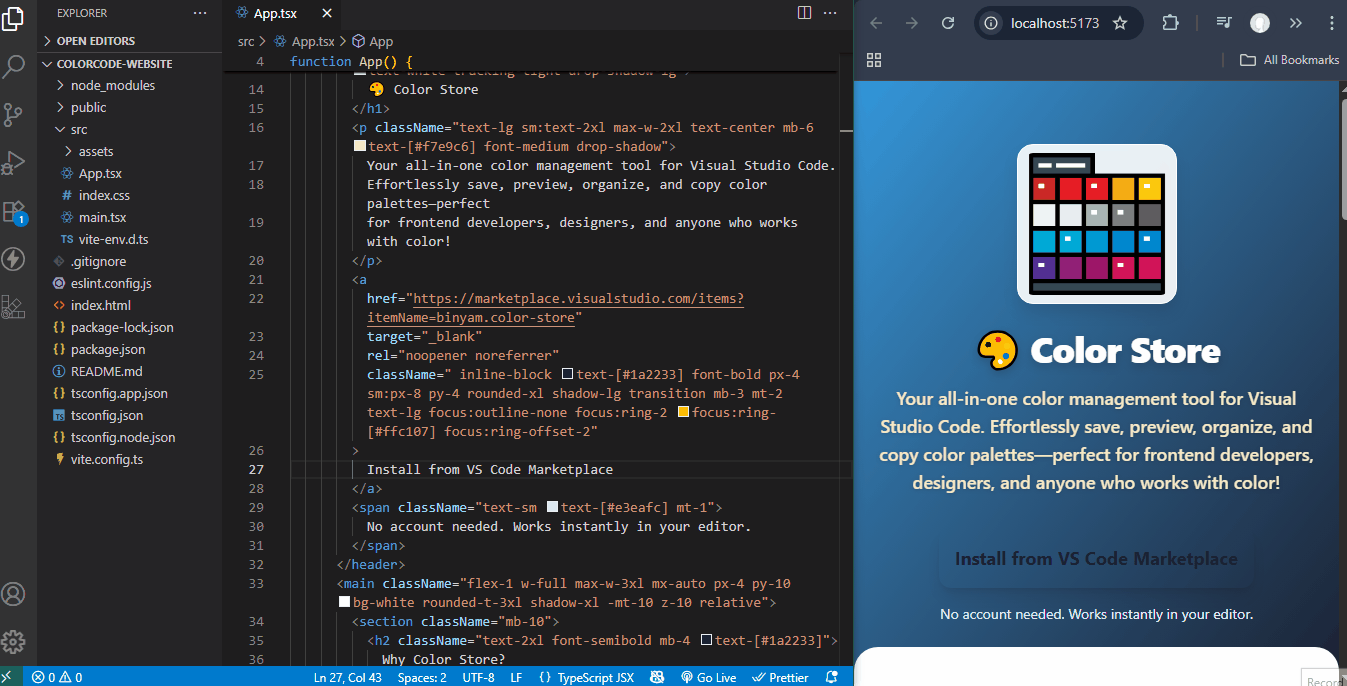 EXPLORER
OPEN EDITORS
COLORCODE-WEBSITE
node_modules
public
src
assets
App.tsx
# index.css
main.tsx
TS vite-env.d.ts
.gitignore
eslint.config.js
<> index.html
{} package-lock.json
{} package.json
README.md
{} tsconfig.app.json
TS tsconfig.json
{} tsconfig.node.json
vite.config.ts
1
App.tsx
src > App.tsx > App
4 function App() {
text-white tracking-tight drop-shadow-lg">
14 🎨 Color Store
15 </h1>
16 <p className="text-lg sm:text-2xl max-w-2xl text-center mb-6
text-[#f7e9c6] font-medium drop-shadow">
17 Your all-in-one color management tool for Visual Studio Code.
18 Effortlessly save, preview, organize, and copy color
palettes—perfect
19 for frontend developers, designers, and anyone who works
with color!
20 </p>
21 <a
22 href="https://marketplace.visualstudio.com/items?
itemName=binyam.color-store"
23 target="_blank"
24 rel="noopener noreferrer"
25 className=" inline-block text-[#1a2233] font-bold px-4
sm:px-8 py-4 rounded-xl shadow-lg transition mb-3 mt-2
text-lg focus:outline-none focus:ring-2 focus:ring-
[#ffc107] focus:ring-offset-2"
26 >
27 Install from VS Code Marketplace
28 </a>
29 <span className="text-sm text-[#e3eafc] mt-1">
30 No account needed. Works instantly in your editor.
31 </span>
32 </header>
33 <main className="flex-1 w-full max-w-3xl mx-auto px-4 py-10
bg-white rounded-t-3xl shadow-xl -mt-10 z-10 relative">
34 <section className="mb-10">
35 <h2 className="text-2xl font-semibold mb-4 text-[#1a2233]">
36 Why Color Store?
0 0
Ln 27, Col 43 Spaces: 2 UTF-8 LF {} TypeScript JSX Go Live Prettier
localhost:5173
All Bookmarks
🎨 Color Store
Your all-in-one color management tool for Visual
Studio Code. Effortlessly save, preview, organize, and
copy color palettes—perfect for frontend developers,
designers, and anyone who works with color!
Install from VS Code Marketplace
No account needed. Works instantly in your editor.